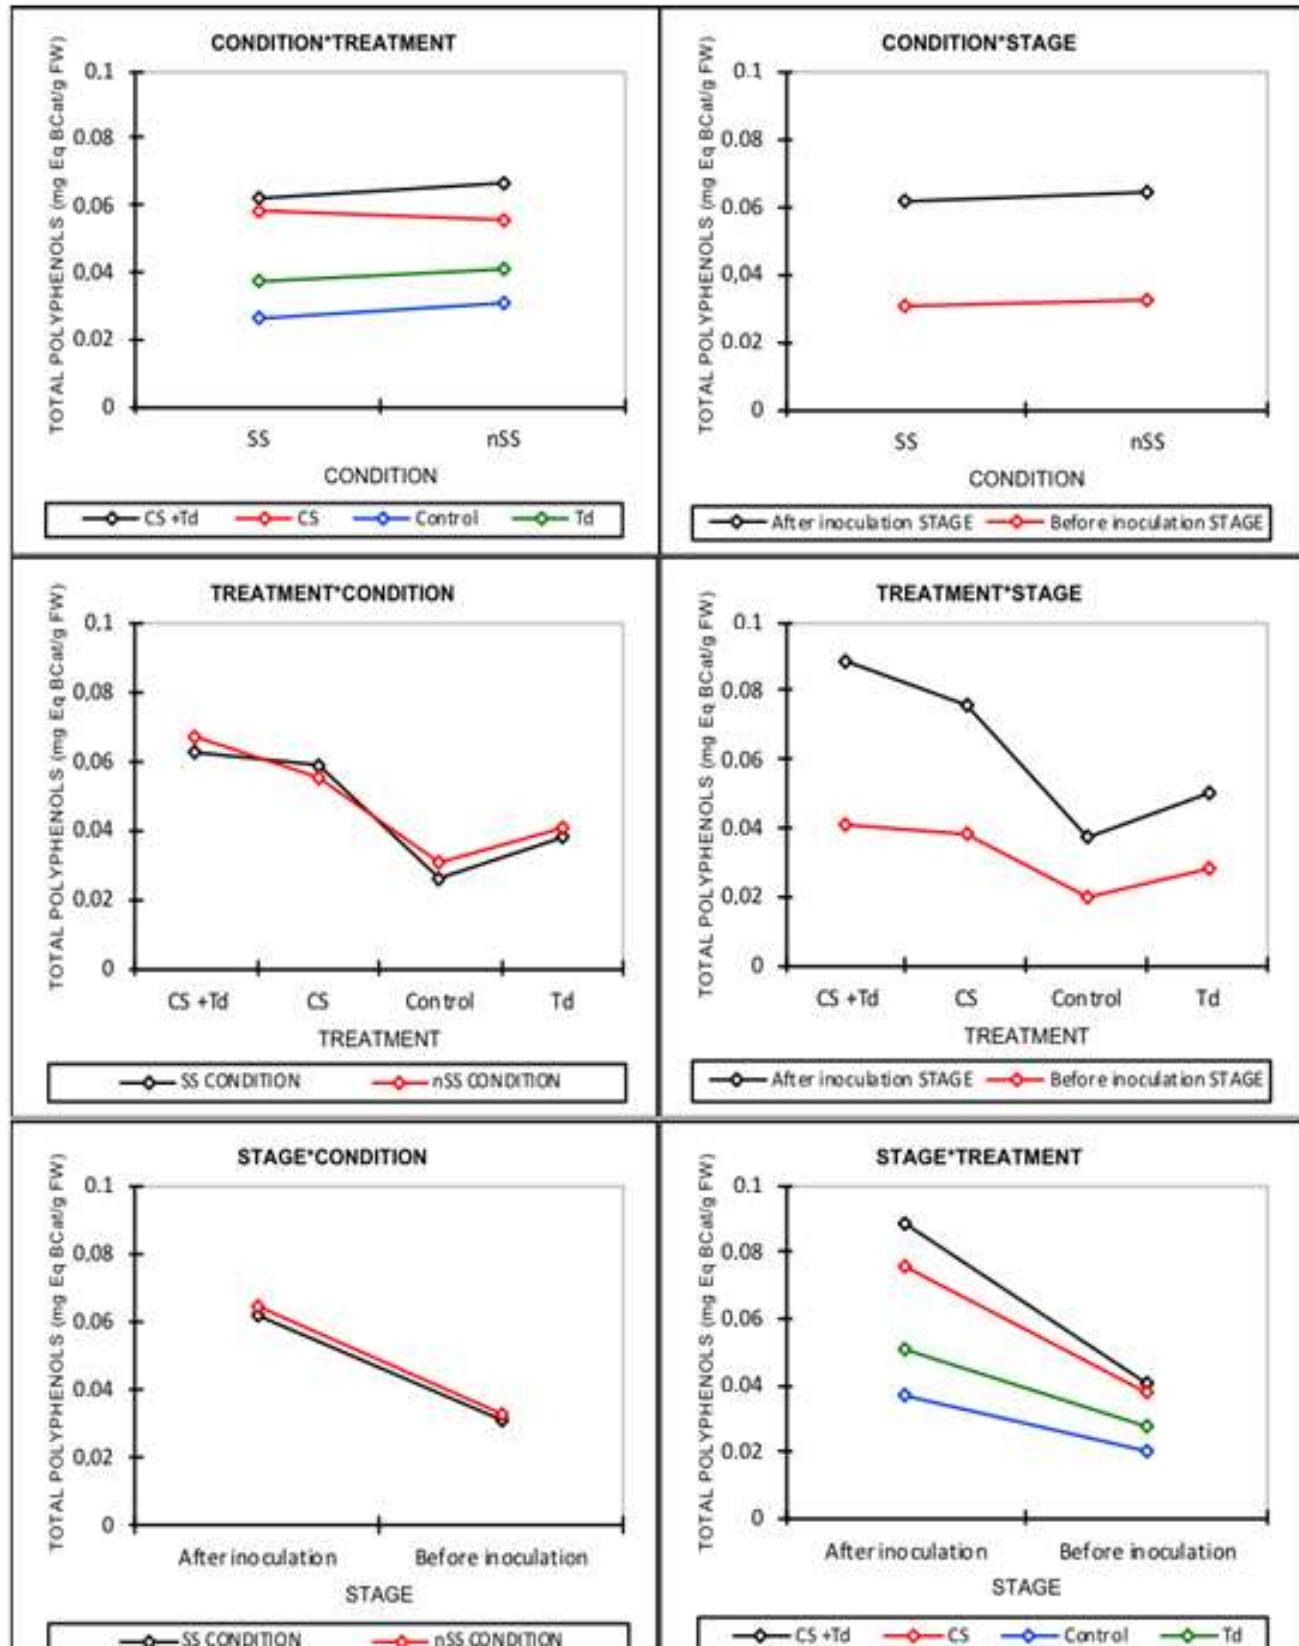 CONDITION*TREATMENT
TOTAL POLYPHENOLS (mg Eq BCat/g FW)
0.1
0.08
0.06
0.04
0.02
0
SS nSS
CONDITION
CS +Td CS Control Td
CONDITION*STAGE
TOTAL POLYPHENOLS (mg Eq BCat/g FW)
0.1
0.08
0.06
0,04
0.02
0
SS nSS
CONDITION
After inoculation STAGE Before inoculation STAGE
TREATMENT*CONDITION
TOTAL POLYPHENOLS (mg Eq BCat/g FW)
0.1
0.08
0.06
0.04
0.02
0
CS +Td CS Control Td
TREATMENT
SS CONDITION nSS CONDITION
TREATMENT*STAGE
TOTAL POLYPHENOLS (mg Eq BCat/g FW)
0.1
0.08
0.06
0.04
0.02
0
CS +Td CS Control Td
TREATMENT
After inoculation STAGE Before inoculation STAGE
STAGE*CONDITION
TOTAL POLYPHENOLS (mg Eq BCat/g FW)
0.1
0.08
0.06
0.04
0.02
0
After inoculation Before inoculation
STAGE
SS CONDITION nSS CONDITION
STAGE*TREATMENT
TOTAL POLYPHENOLS (mg Eq BCat/g FW)
0.1
0.08
0.06
0.04
0.02
0
After inoculation Before inoculation
STAGE
CS +Td CS Control Td